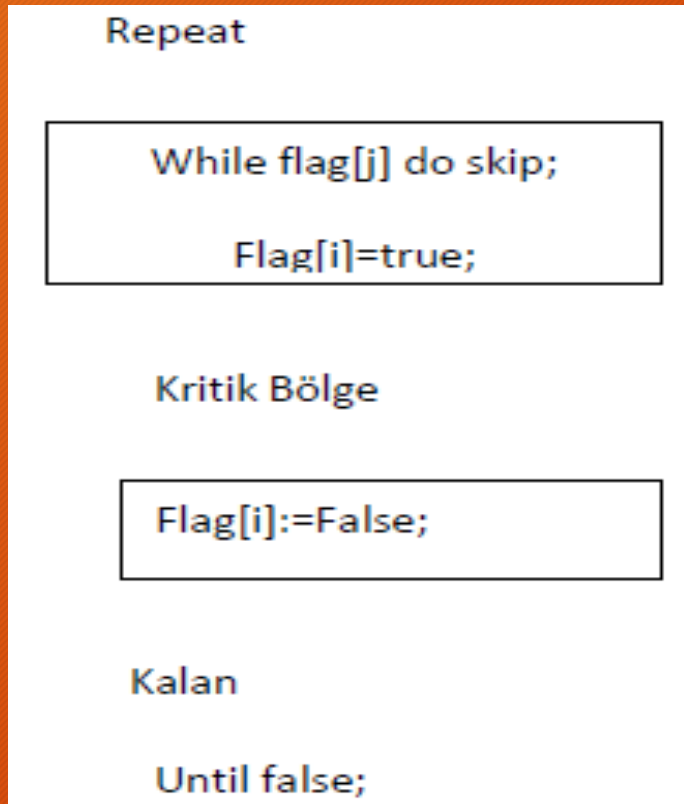 Repeat
While flag[j] do skip;
Flag[i]=true;
Kritik Bölge
Flag[i]:=False;
Kalan
Until false;